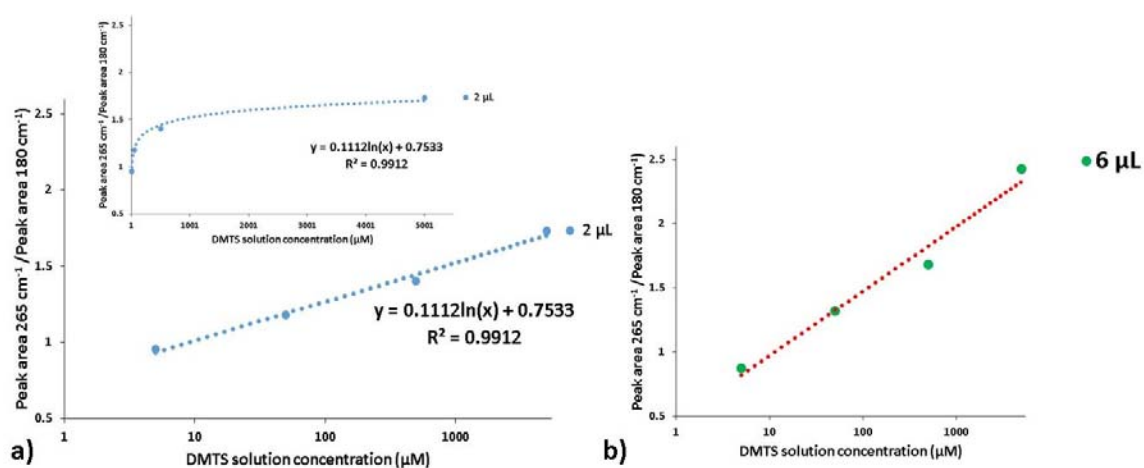 2.5
2
1.5
1
0.5
1
1001
2001
3001
4001
5001
Peak area 265 cm⁻¹ /Peak area 180 cm⁻¹)
DMTS solution concentration (µM)
2 µL
y = 0.1112ln(x) + 0.7533
R² = 0.9912
2.5
2
1.5
1
0.5
1
10
100
1000
Peak area 265 cm⁻¹ /Peak area 180 cm⁻¹)
DMTS solution concentration (µM)
2 µL
y = 0.1112ln(x) + 0.7533
R² = 0.9912
a)
2.5
2
1.5
1
0.5
1
10
100
1000
Peak area 265 cm⁻¹ /Peak area 180 cm⁻¹)
DMTS solution concentration (µM)
6 µL
b)